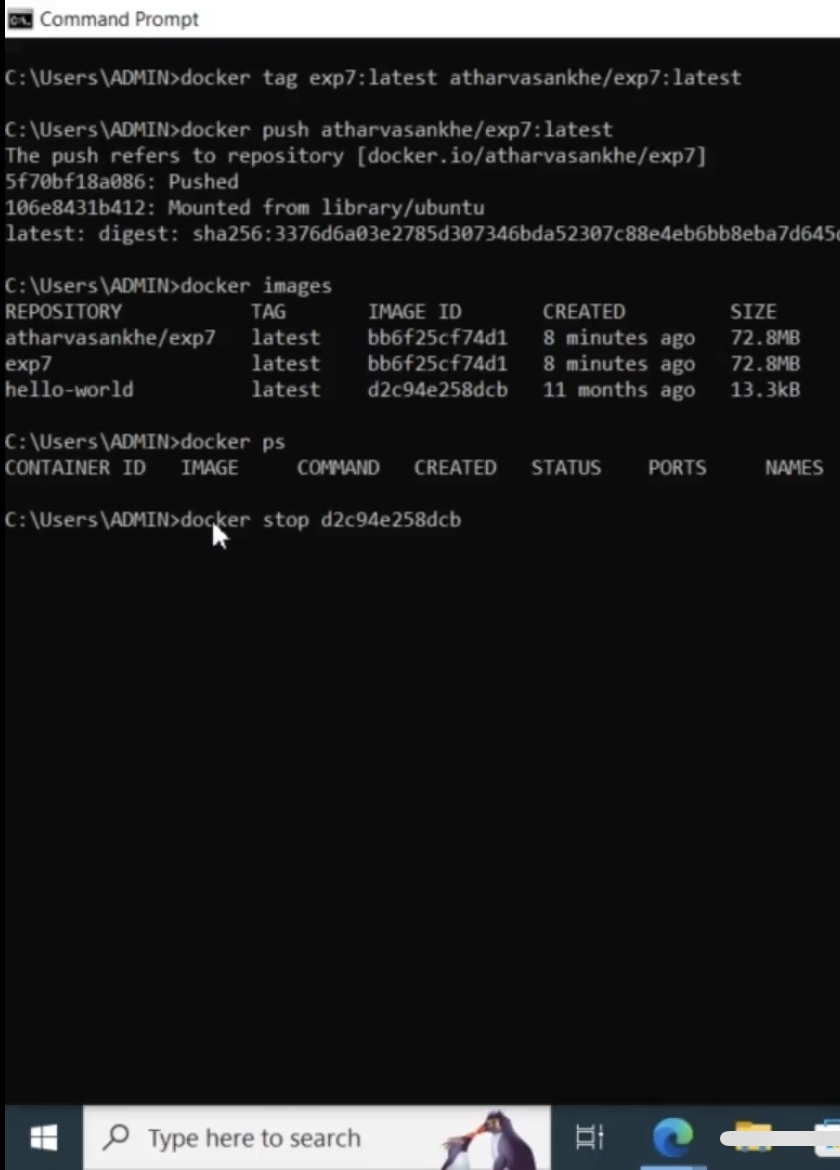 Command Prompt
C:\Users\ADMIN>docker tag exp7:latest atharvasankhe/exp7:latest
C:\Users\ADMIN>docker push atharvasankhe/exp7:latest
The push refers to repository [docker.io/atharvasankhe/exp7]
5f70bf18a086: Pushed
106e8431b412: Mounted from library/ubuntu
latest: digest: sha256:3376d6a03e2785d307346bda52307c88e4eb6bb8eba7d645
C:\Users\ADMIN>docker images
REPOSITORY TAG IMAGE ID CREATED SIZE
atharvasankhe/exp7 latest bb6f25cf74d1 8 minutes ago 72.8MB
exp7 latest bb6f25cf74d1 8 minutes ago 72.8MB
hello-world latest d2c94e258dcb 11 months ago 13.3kB
C:\Users\ADMIN>docker ps
CONTAINER ID IMAGE COMMAND CREATED STATUS PORTS NAMES
C:\Users\ADMIN>docker stop d2c94e258dcb
Type here to search